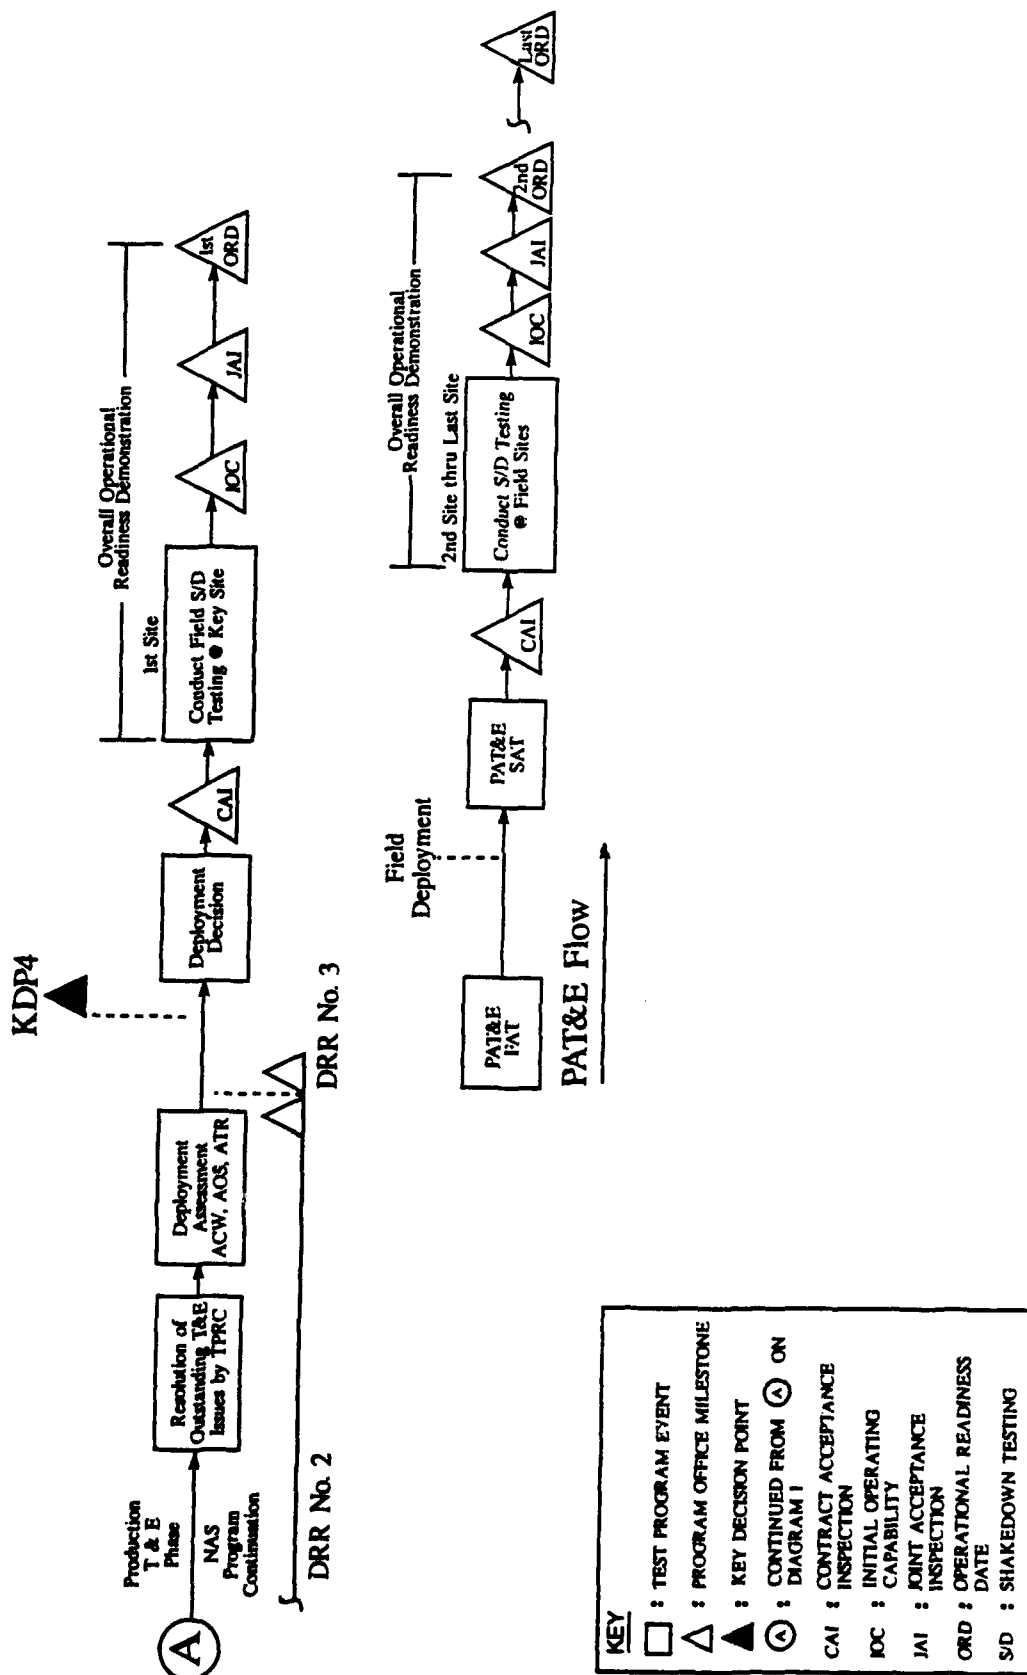 A
Production
T & E
Phase
NAS
Program
Continuation
Resolution of
Outstanding T&E
Issues by TPRC
Deployment
Assessment
ACW, AOS, ATR
KDP4
Deployment
Decision
CAI
1st Site
Conduct Field S/D
Testing @ Key Site
Overall Operational
Readiness Demonstration
IOC
JAI
1st
ORD
DRR No. 2
DRR No. 3
PAT&E
FAT
Field
Deployment
PAT&E
SAT
CAI
2nd Site thru Last Site
Conduct S/D Testing
@ Field Sites
Overall Operational
Readiness Demonstration
IOC
JAI
2nd
ORD
Last
ORD
PAT&E Flow
KEY
: TEST PROGRAM EVENT
: PROGRAM OFFICE MILESTONE
: KEY DECISION POINT
A : CONTINUED FROM A ON
DIAGRAM 1
CAI : CONTRACT ACCEPTANCE
INSPECTION
IOC : INITIAL OPERATING
CAPABILITY
JAI : JOINT ACCEPTANCE
INSPECTION
ORD : OPERATIONAL READINESS
DATE
S/D : SHAKEDOWN TESTING